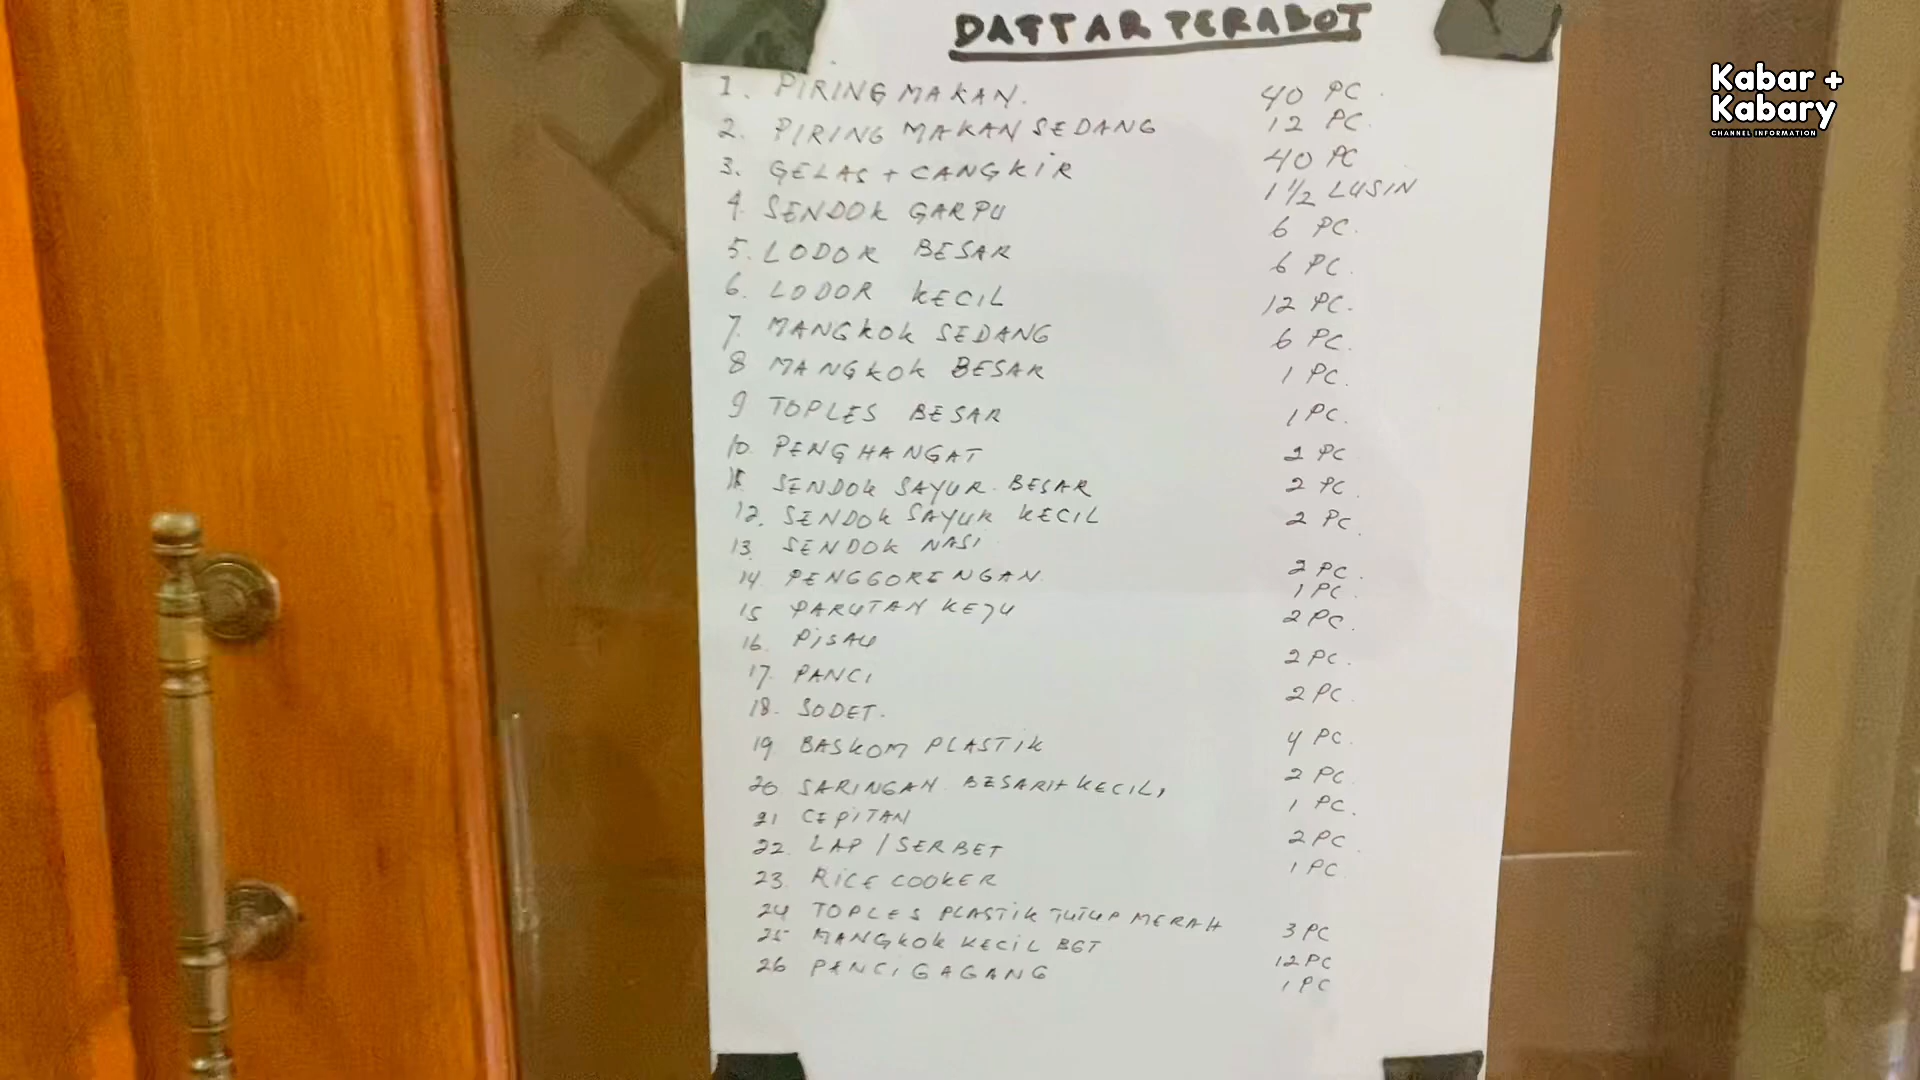 DAFTAR PERABOT
Kabar +
Kabary
CHANNEL INFORMATION
1. PIRING MAKAN. 40 PC.
2. PIRING MAKAN SEDANG 12 PC.
3. GELAS + CANGKIR 40 PC
4. SENDOK GARPU 1 1/2 LUSIN
5. LODOR BESAR 6 PC.
6. LODOR KECIL 6 PC.
7. MANGKOK SEDANG 12 PC.
8 MANGKOK BESAR 6 PC.
9 TOPLES BESAR 1 PC.
10 PENGHANGAT 1 PC.
11. SENDOK SAYUR BESAR 2 PC
12. SENDOK SAYUR KECIL 2 PC.
13. SENDOK NASI 2 PC.
14. PENGGORENGAN. 2 PC.
15 PARUTAN KEJU 1 PC.
16. PISAU 2 PC.
17. PANCI 2 PC.
18. SODET. 2 PC
19 BASKOM PLASTIK 4 PC.
20 SARINGAN BESAR + KECIL, 2 PC
21 CEPITAN 1 PC.
22. LAP / SERBET 2 PC
23. RICE COOKER 1 PC
24 TOPLES PLASTIK TUTUP MERAH 3 PC
25 MANGKOK KECIL BGT 12 PC
26 PANCI GAGANG 1 PC